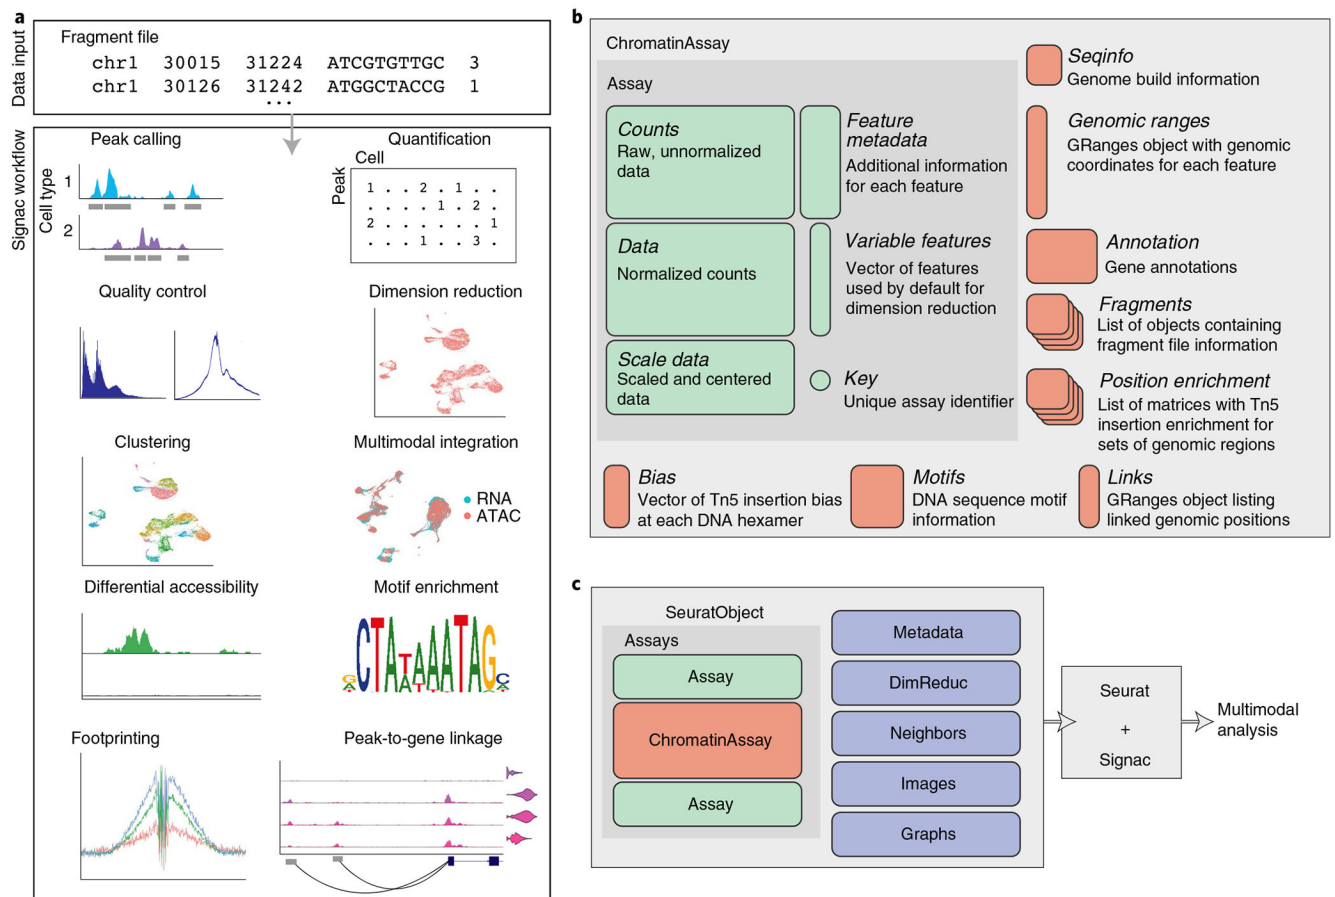 a
Data input
Fragment file
chr1 30015 31224 ATCGTGTTGC 3
chr1 30126 31242 ATGGCTACCG 1
...
Signac workflow
Peak calling
Cell type
1
2
Quantification
Cell
Peak
1 . . 2 . 1 . .
. . . . 1 . 2 .
2 . . . . . . 1
. . . 1 . . 3 .
Quality control
Dimension reduction
Clustering
Multimodal integration
RNA
ATAC
Differential accessibility
Motif enrichment
Footprinting
Peak-to-gene linkage
b
ChromatinAssay
Assay
Counts
Raw, unnormalized
data
Feature
metadata
Additional information
for each feature
Data
Normalized counts
Variable features
Vector of features
used by default for
dimension reduction
Scale data
Scaled and centered
data
Key
Unique assay identifier
Seqinfo
Genome build information
Genomic ranges
GRanges object with genomic
coordinates for each feature
Annotation
Gene annotations
Fragments
List of objects containing
fragment file information
Position enrichment
List of matrices with Tn5
insertion enrichment for
sets of genomic regions
Bias
Vector of Tn5 insertion bias
at each DNA hexamer
Motifs
DNA sequence motif
information
Links
GRanges object listing
linked genomic positions
c
SeuratObject
Assays
Assay
ChromatinAssay
Assay
Metadata
DimReduc
Neighbors
Images
Graphs
Seurat
+
Signac
Multimodal
analysis